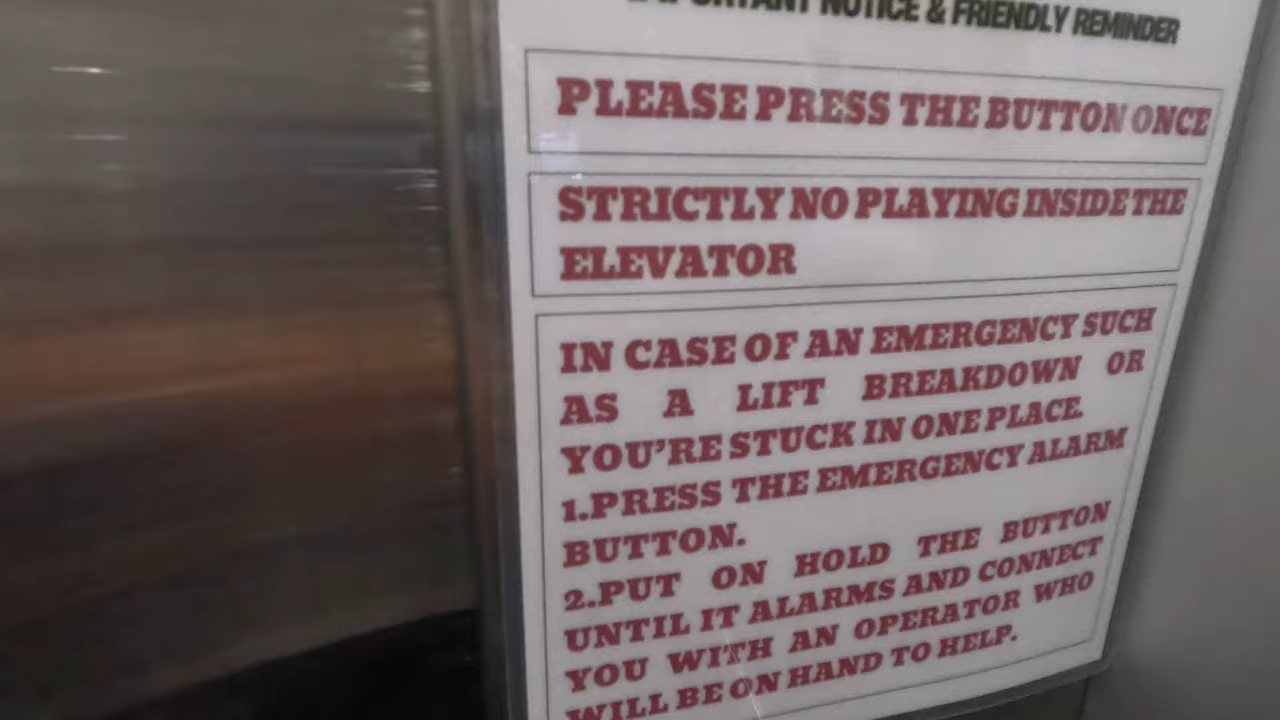 IMPORTANT NOTICE & FRIENDLY REMINDER
PLEASE PRESS THE BUTTON ONCE
STRICTLY NO PLAYING INSIDE THE
ELEVATOR
IN CASE OF AN EMERGENCY SUCH
AS A LIFT BREAKDOWN OR
YOU'RE STUCK IN ONE PLACE.
1.PRESS THE EMERGENCY ALARM
BUTTON.
2.PUT ON HOLD THE BUTTON
UNTIL IT ALARMS AND CONNECT
YOU WITH AN OPERATOR WHO
WILL BE ON HAND TO HELP.